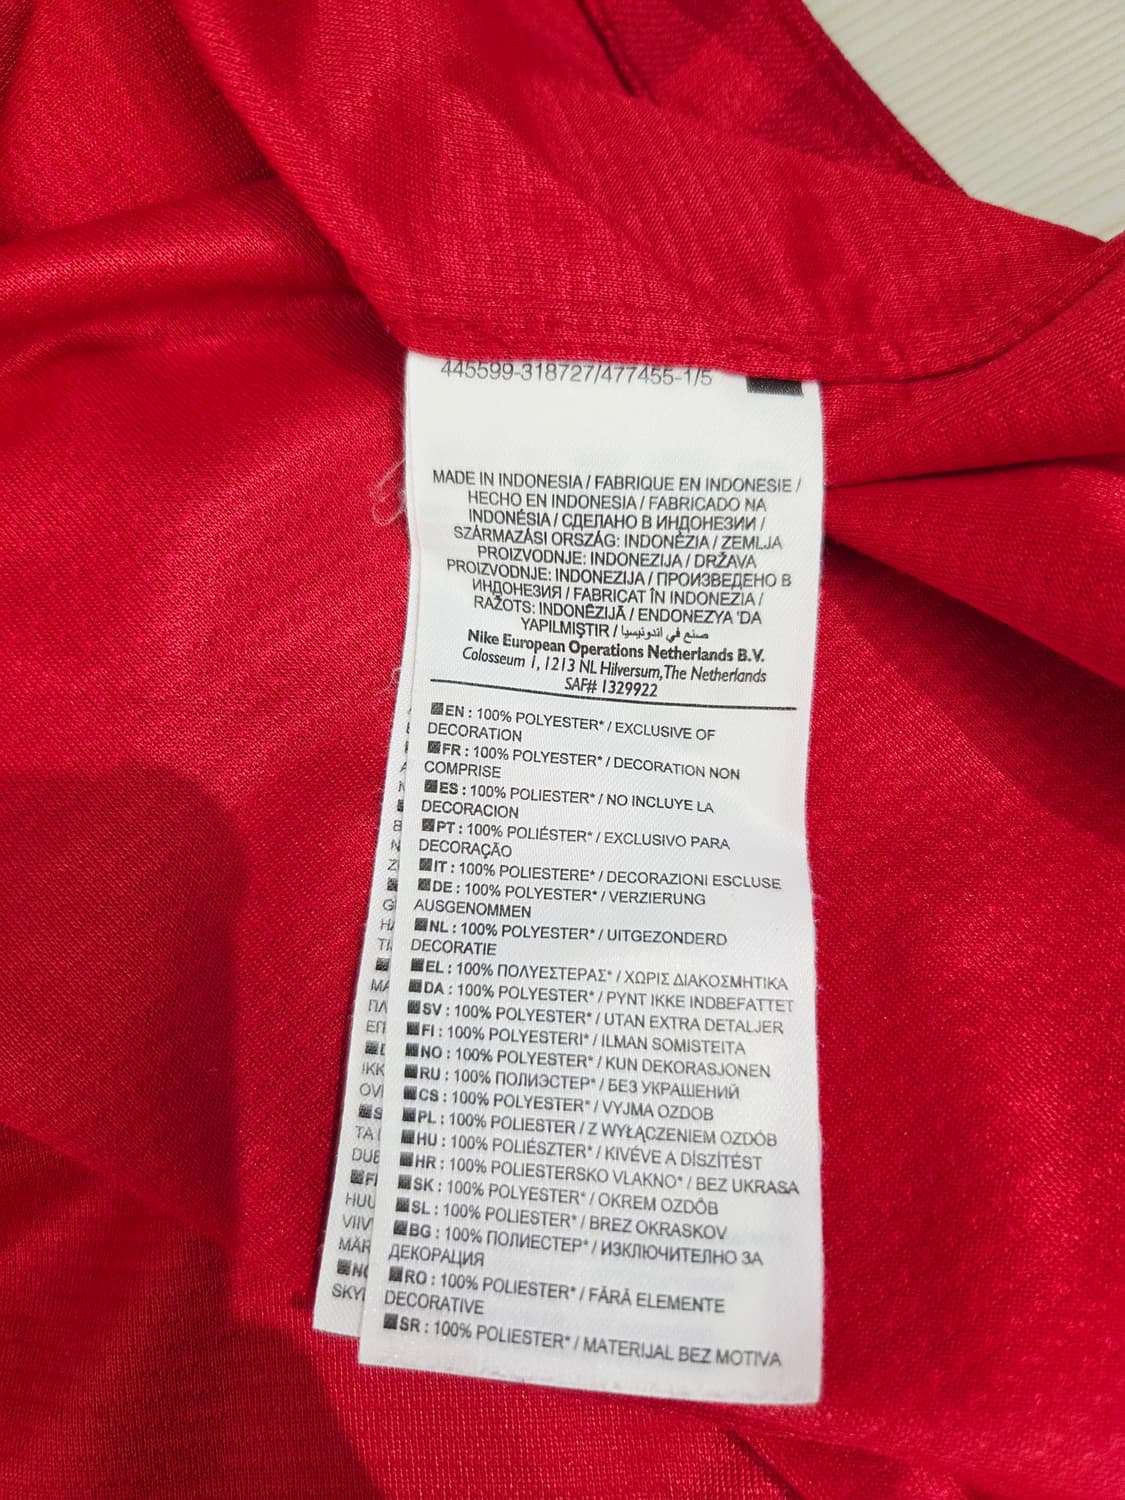 445599-318727/477455-1/5
MADE IN INDONESIA / FABRIQUE EN INDONESIE /
HECHO EN INDONESIA / FABRICADO NA
INDONÉSIA / СДЕЛАНО В ИНДОНЕЗИИ /
SZÁRMAZÁSI ORSZÁG: INDONÉZIA / ZEMLJA
PROIZVODNJE: INDONEZIJA / DRŽAVA
PROIZVODNJE: INDONEZIJA / ПРОИЗВЕДЕНО В
ИНДОНЕЗИЯ / FABRICAT ÎN INDONEZIA /
RAŽOTS: INDONĒZIJĀ / ENDONEZYA 'DA
YAPILMIŞTIR / صنع في اندونيسيا
Nike European Operations Netherlands B.V.
Colosseum 1, 1213 NL Hilversum, The Netherlands
SAF# 1329922
EN : 100% POLYESTER* / EXCLUSIVE OF
DECORATION
FR : 100% POLYESTER* / DECORATION NON
COMPRISE
ES : 100% POLIESTER* / NO INCLUYE LA
DECORACION
PT : 100% POLIÉSTER* / EXCLUSIVO PARA
DECORAÇÃO
IT : 100% POLIESTERE* / DECORAZIONI ESCLUSE
DE : 100% POLYESTER* / VERZIERUNG
AUSGENOMMEN
NL : 100% POLYESTER* / UITGEZONDERD
DECORATIE
EL : 100% ΠΟΛΥΕΣΤΕΡΑΣ* / ΧΩΡΙΣ ΔΙΑΚΟΣΜΗΤΙΚΑ
DA : 100% POLYESTER* / PYNT IKKE INDBEFATTET
SV : 100% POLYESTER* / UTAN EXTRA DETALJER
FI : 100% POLYESTERI* / ILMAN SOMISTEITA
NO : 100% POLYESTER* / KUN DEKORASJONEN
RU : 100% ПОЛИЭСТЕР* / БЕЗ УКРАШЕНИЙ
CS : 100% POLYESTER* / VYJMA OZDOB
PL : 100% POLIESTER / Z WYŁĄCZENIEM OZDÓB
HU : 100% POLIÉSZTER* / KIVÉVE A DÍSZÍTÉST
HR : 100% POLIESTERSKO VLAKNO* / BEZ UKRASA
SK : 100% POLYESTER* / OKREM OZDÔB
SL : 100% POLIESTER* / BREZ OKRASKOV
BG : 100% ПОЛИЕСТЕР* / ИЗКЛЮЧИТЕЛНО ЗА
ДЕКОРАЦИЯ
RO : 100% POLIESTER* / FĂRĂ ELEMENTE
DECORATIVE
SR : 100% POLIESTER* / MATERIJAL BEZ MOTIVA